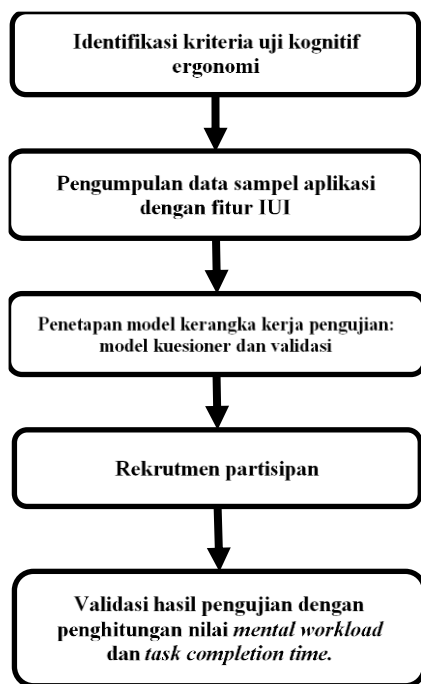 Identifikasi kriteria uji kognitif
ergonomi
Pengumpulan data sampel aplikasi
dengan fitur IUI
Penetapan model kerangka kerja pengujian:
model kuesioner dan validasi
Rekrutmen partisipan
Validasi hasil pengujian dengan
penghitungan nilai mental workload
dan task completion time.